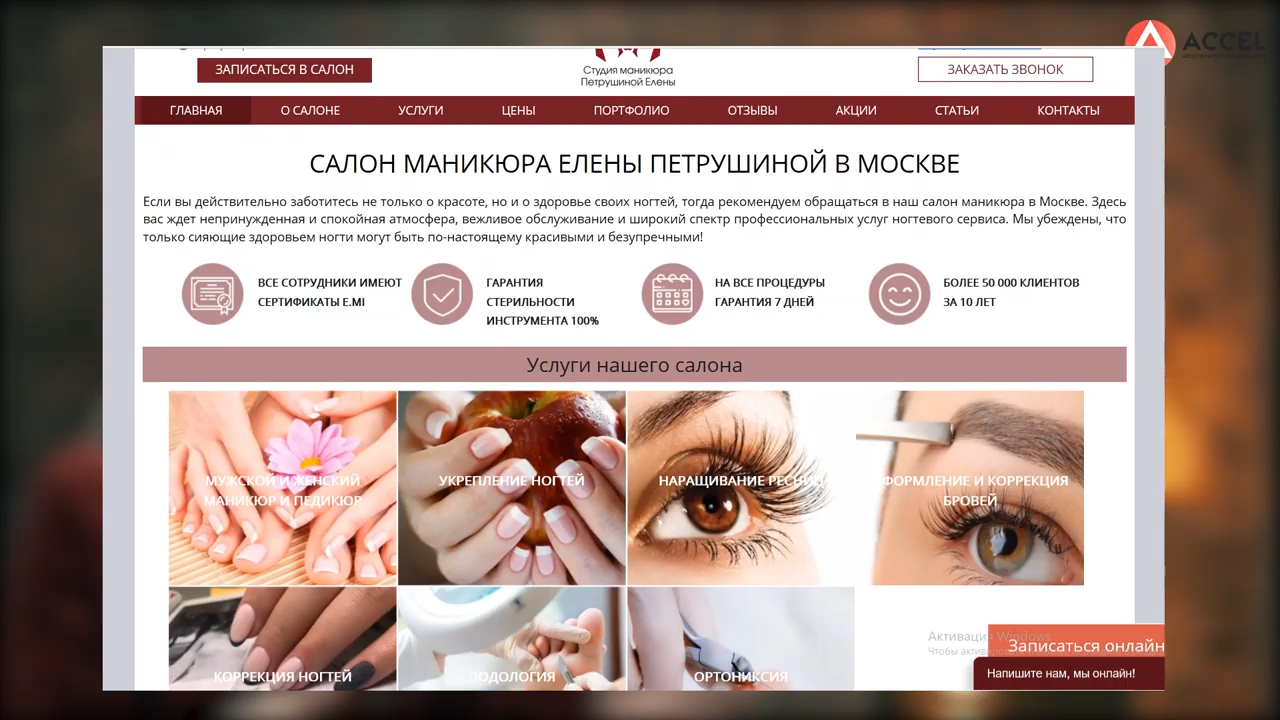 ACCEL
ЗАПИСАТЬСЯ В САЛОН
Студия маникюра
Петрушиной Елены
ЗАКАЗАТЬ ЗВОНОК
ГЛАВНАЯ О САЛОНЕ УСЛУГИ ЦЕНЫ ПОРТФОЛИО ОТЗЫВЫ АКЦИИ СТАТЬИ КОНТАКТЫ
САЛОН МАНИКЮРА ЕЛЕНЫ ПЕТРУШИНОЙ В МОСКВЕ
Если вы действительно заботитесь не только о красоте, но и о здоровье своих ногтей, тогда рекомендуем обращаться в наш салон маникюра в Москве. Здесь
вас ждет непринужденная и спокойная атмосфера, вежливое обслуживание и широкий спектр профессиональных услуг ногтевого сервиса. Мы убеждены, что
только сияющие здоровьем ногти могут быть по-настоящему красивыми и безупречными!
ВСЕ СОТРУДНИКИ ИМЕЮТ
СЕРТИФИКАТЫ E.MI
ГАРАНТИЯ
СТЕРИЛЬНОСТИ
ИНСТРУМЕНТА 100%
НА ВСЕ ПРОЦЕДУРЫ
ГАРАНТИЯ 7 ДНЕЙ
БОЛЕЕ 50 000 КЛИЕНТОВ
ЗА 10 ЛЕТ
Услуги нашего салона
МУЖСКОЙ И ЖЕНСКИЙ
МАНИКЮР И ПЕДИКЮР
УКРЕПЛЕНИЕ НОГТЕЙ
НАРАЩИВАНИЕ РЕСНИЦ
ОФОРМЛЕНИЕ И КОРРЕКЦИЯ
БРОВЕЙ
КОРРЕКЦИЯ НОГТЕЙ
ПОДОЛОГИЯ
ОРТОНИКСИЯ
Активация Windows
Чтобы
Записаться онлайн
Напишите нам, мы онлайн!